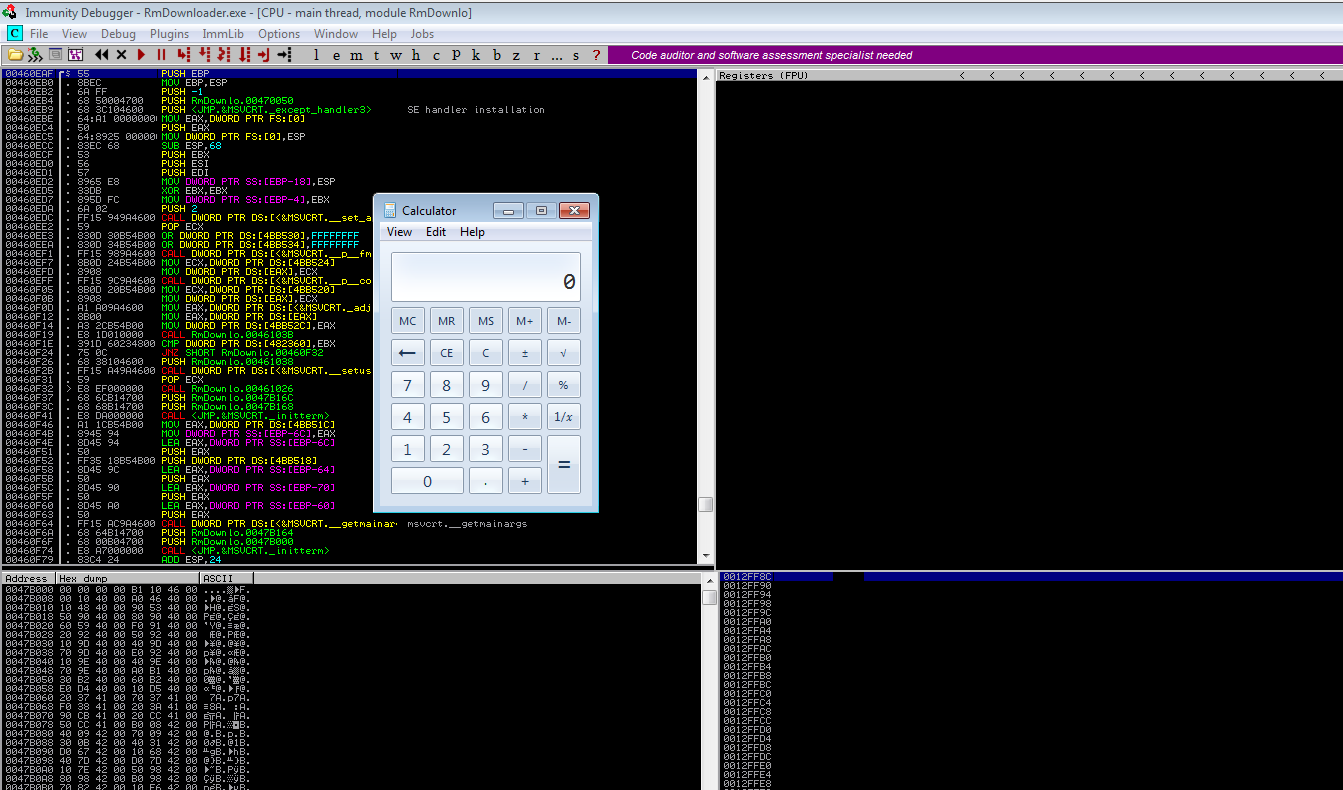 Immunity Debugger - RmDownloader.exe - [CPU - main thread, module RmDownlo]
C File View Debug Plugins ImmLib Options Window Help Jobs
l e m t w h c P k b z r ... s ? Code auditor and software assessment specialist needed
00460EAF $ 55 PUSH EBP
00460EB0 . 8BEC MOV EBP,ESP
00460EB2 . 6A FF PUSH -1
00460EB4 . 68 50004700 PUSH RmDownlo.00470050
00460EB9 . 68 3C104600 PUSH <JMP.&MSVCRT._except_handler3> SE handler installation
00460EBE . 64:A1 0000000 MOV EAX,DWORD PTR FS:[0]
00460EC4 . 50 PUSH EAX
00460EC5 . 64:8925 00000 MOV DWORD PTR FS:[0],ESP
00460ECC . 83EC 68 SUB ESP,68
00460ECF . 53 PUSH EBX
00460ED0 . 56 PUSH ESI
00460ED1 . 57 PUSH EDI
00460ED2 . 8965 E8 MOV DWORD PTR SS:[EBP-18],ESP
00460ED5 . 33DB XOR EBX,EBX
00460ED7 . 895D FC MOV DWORD PTR SS:[EBP-4],EBX
00460EDA . 6A 02 PUSH 2
00460EDC . FF15 949A4600 CALL DWORD PTR DS:[<&MSVCRT.__set_a
00460EE2 . 59 POP ECX
00460EE3 . 830D 30B54B00 OR DWORD PTR DS:[4BB530],FFFFFFFF
00460EEA . 830D 34B54B00 OR DWORD PTR DS:[4BB534],FFFFFFFF
00460EF1 . FF15 989A4600 CALL DWORD PTR DS:[<&MSVCRT.__p__fm
00460EF7 . 8B0D 24B54B00 MOV ECX,DWORD PTR DS:[4BB524]
00460EFD . 8908 MOV DWORD PTR DS:[EAX],ECX
00460EFF . FF15 9C9A4600 CALL DWORD PTR DS:[<&MSVCRT.__p__co
00460F05 . 8B0D 20B54B00 MOV ECX,DWORD PTR DS:[4BB520]
00460F0B . 8908 MOV DWORD PTR DS:[EAX],ECX
00460F0D . A1 A09A4600 MOV EAX,DWORD PTR DS:[<&MSVCRT._adj
00460F12 . 8B00 MOV EAX,DWORD PTR DS:[EAX]
00460F14 . A3 2CB54B00 MOV DWORD PTR DS:[4BB52C],EAX
00460F19 . E8 1D010000 CALL RmDownlo.0046103B
00460F1E . 391D 60234800 CMP DWORD PTR DS:[482360],EBX
00460F24 . 75 0C JNZ SHORT RmDownlo.00460F32
00460F26 . 68 38104600 PUSH RmDownlo.00461038
00460F2B . FF15 A49A4600 CALL DWORD PTR DS:[<&MSVCRT.__setus
00460F31 . 59 POP ECX
00460F32 > E8 EF000000 CALL RmDownlo.00461026
00460F37 . 68 6CB14700 PUSH RmDownlo.0047B16C
00460F3C . 68 68B14700 PUSH RmDownlo.0047B168
00460F41 . E8 DA000000 CALL <JMP.&MSVCRT._initterm>
00460F46 . A1 1CB54B00 MOV EAX,DWORD PTR DS:[4BB51C]
00460F4B . 8945 94 MOV DWORD PTR SS:[EBP-6C],EAX
00460F4E . 8D45 94 LEA EAX,DWORD PTR SS:[EBP-6C]
00460F51 . 50 PUSH EAX
00460F52 . FF35 18B54B00 PUSH DWORD PTR DS:[4BB518]
00460F58 . 8D45 9C LEA EAX,DWORD PTR SS:[EBP-64]
00460F5B . 50 PUSH EAX
00460F5C . 8D45 90 LEA EAX,DWORD PTR SS:[EBP-70]
00460F5F . 50 PUSH EAX
00460F60 . 8D45 A0 LEA EAX,DWORD PTR SS:[EBP-60]
00460F63 . 50 PUSH EAX
00460F64 . FF15 AC9A4600 CALL DWORD PTR DS:[<&MSVCRT.__getmainar msvcrt.__getmainargs
00460F6A . 68 64B14700 PUSH RmDownlo.0047B164
00460F6F . 68 00B04700 PUSH RmDownlo.0047B000
00460F74 . E8 A7000000 CALL <JMP.&MSVCRT._initterm>
00460F79 . 83C4 24 ADD ESP,24
Registers (FPU) < < < < < < < < < < < < <
Calculator
View Edit Help
0
MC MR MS M+ M-
← CE C ± √
7 8 9 / %
4 5 6 * 1/x
1 2 3 - =
0 . +
Address Hex dump ASCII
0047B000 00 00 00 00 B1 10 46 00
0047B008 00 10 40 00 A0 46 40 00
0047B010 10 48 40 00 90 53 40 00
0047B018 50 90 40 00 80 90 40 00
0047B020 60 59 40 00 F0 91 40 00
0047B028 20 92 40 00 50 92 40 00
0047B030 10 9D 40 00 40 9D 40 00
0047B038 70 9D 40 00 E0 92 40 00
0047B040 10 9E 40 00 40 9E 40 00
0047B048 70 9E 40 00 A0 B1 40 00
0047B050 30 B2 40 00 60 B2 40 00
0047B058 E0 D4 40 00 10 D5 40 00
0047B060 20 37 41 00 70 37 41 00
0047B068 F0 38 41 00 20 3A 41 00
0047B070 90 CB 41 00 20 CC 41 00
0047B078 50 CC 41 00 B0 08 42 00
0047B080 40 09 42 00 70 09 42 00
0047B088 30 0B 42 00 40 31 42 00
0047B090 D0 67 42 00 10 68 42 00
0047B098 40 7D 42 00 D0 7D 42 00
0047B0A0 10 7E 42 00 50 98 42 00
0047B0A8 80 98 42 00 B0 98 42 00
0012FF8C
0012FF90
0012FF94
0012FF98
0012FF9C
0012FFA0
0012FFA4
0012FFA8
0012FFAC
0012FFB0
0012FFB4
0012FFB8
0012FFBC
0012FFC0
0012FFC4
0012FFC8
0012FFCC
0012FFD0
0012FFD4
0012FFD8
0012FFDC
0012FFE0
0012FFE4
0012FFE8